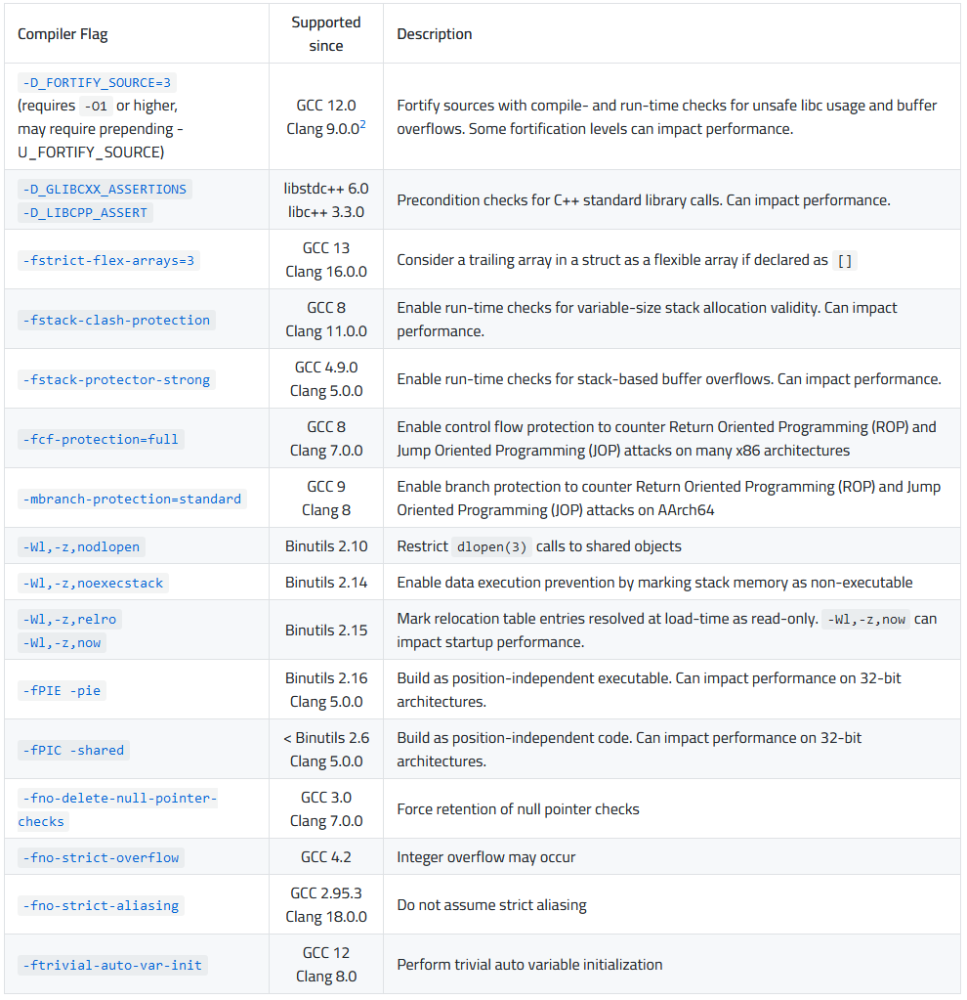 Compiler Flag
Supported
since
Description
-D_FORTIFY_SOURCE=3
(requires -O1 or higher,
may require prepending -
U_FORTIFY_SOURCE)
GCC 12.0
Clang 9.0.02
Fortify sources with compile- and run-time checks for unsafe libc usage and buffer
overflows. Some fortification levels can impact performance.
-D_GLIBCXX_ASSERTIONS
-D_LIBCPP_ASSERT
libstdc++ 6.0
libc++ 3.3.0
Precondition checks for C++ standard library calls. Can impact performance.
-fstrict-flex-arrays=3
GCC 13
Clang 16.0.0
Consider a trailing array in a struct as a flexible array if declared as []
-fstack-clash-protection
GCC 8
Clang 11.0.0
Enable run-time checks for variable-size stack allocation validity. Can impact
performance.
-fstack-protector-strong
GCC 4.9.0
Clang 5.0.0
Enable run-time checks for stack-based buffer overflows. Can impact performance.
-fcf-protection=full
GCC 8
Clang 7.0.0
Enable control flow protection to counter Return Oriented Programming (ROP) and
Jump Oriented Programming (JOP) attacks on many x86 architectures
-mbranch-protection=standard
GCC 9
Clang 8
Enable branch protection to counter Return Oriented Programming (ROP) and Jump
Oriented Programming (JOP) attacks on AArch64
-Wl,-z,nodlopen
Binutils 2.10
Restrict dlopen(3) calls to shared objects
-Wl,-z,noexecstack
Binutils 2.14
Enable data execution prevention by marking stack memory as non-executable
-Wl,-z,relro
-Wl,-z,now
Binutils 2.15
Mark relocation table entries resolved at load-time as read-only. -Wl,-z,now can
impact startup performance.
-fPIE -pie
Binutils 2.16
Clang 5.0.0
Build as position-independent executable. Can impact performance on 32-bit
architectures.
-fPIC -shared
< Binutils 2.6
Clang 5.0.0
Build as position-independent code. Can impact performance on 32-bit
architectures.
-fno-delete-null-pointer-
checks
GCC 3.0
Clang 7.0.0
Force retention of null pointer checks
-fno-strict-overflow
GCC 4.2
Integer overflow may occur
-fno-strict-aliasing
GCC 2.95.3
Clang 18.0.0
Do not assume strict aliasing
-ftrivial-auto-var-init
GCC 12
Clang 8.0
Perform trivial auto variable initialization